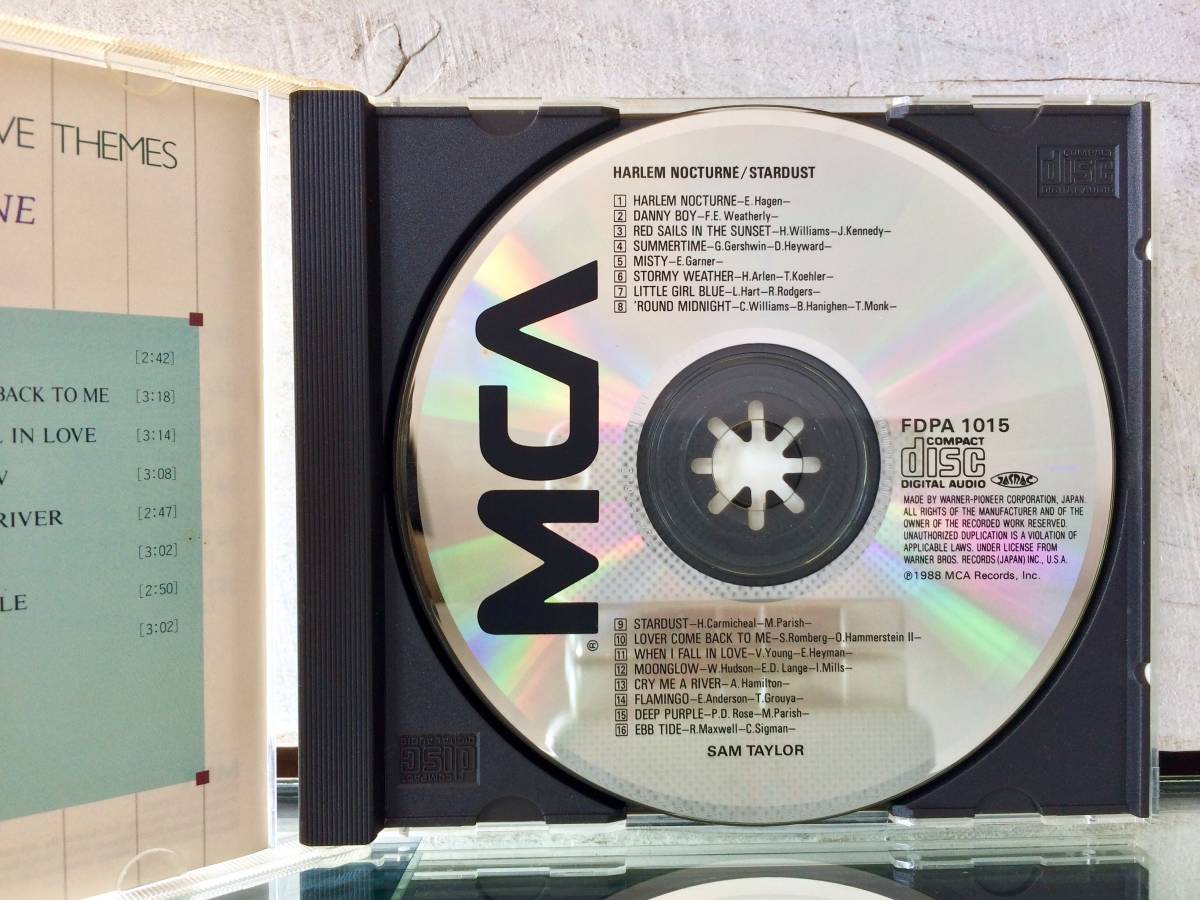 VE THEMES
NE
[2:42]
BACK TO ME [3:18]
L IN LOVE [3:14]
V [3:08]
RIVER [2:47]
[3:02]
LE [2:50]
[3:02]
COMPACT
disc
DIGITAL AUDIO
HARLEM NOCTURNE/STARDUST
1 HARLEM NOCTURNE–E. Hagen–
2 DANNY BOY–F.E. Weatherly–
3 RED SAILS IN THE SUNSET–H.Williams–J.Kennedy–
4 SUMMERTIME–G.Gershwin–D.Heyward–
5 MISTY–E.Garner–
6 STORMY WEATHER–H.Arlen–T.Koehler–
7 LITTLE GIRL BLUE–L.Hart–R.Rodgers–
8 'ROUND MIDNIGHT–C.Williams–B.Hanighen–T.Monk–
MCA
®
FDPA 1015
COMPACT
disc
DIGITAL AUDIO
JASRAC
MADE BY WARNER-PIONEER CORPORATION, JAPAN.
ALL RIGHTS OF THE MANUFACTURER AND OF THE
OWNER OF THE RECORDED WORK RESERVED.
UNAUTHORIZED DUPLICATION IS A VIOLATION OF
APPLICABLE LAWS. UNDER LICENSE FROM
WARNER BROS. RECORDS (JAPAN) INC., U.S.A.
℗1988 MCA Records, Inc.
9 STARDUST–H.Carmicheal–M.Parish–
10 LOVER COME BACK TO ME–S.Romberg–O.Hammerstein II–
11 WHEN I FALL IN LOVE–V.Young–E.Heyman–
12 MOONGLOW–W.Hudson–E.D. Lange–I.Mills–
13 CRY ME A RIVER–A.Hamilton–
14 FLAMINGO–E.Anderson–T.Grouya–
15 DEEP PURPLE–P.D. Rose–M.Parish–
16 EBB TIDE–R.Maxwell–C.Sigman–
SAM TAYLOR
COMPACT
disc
DIGITAL AUDIO